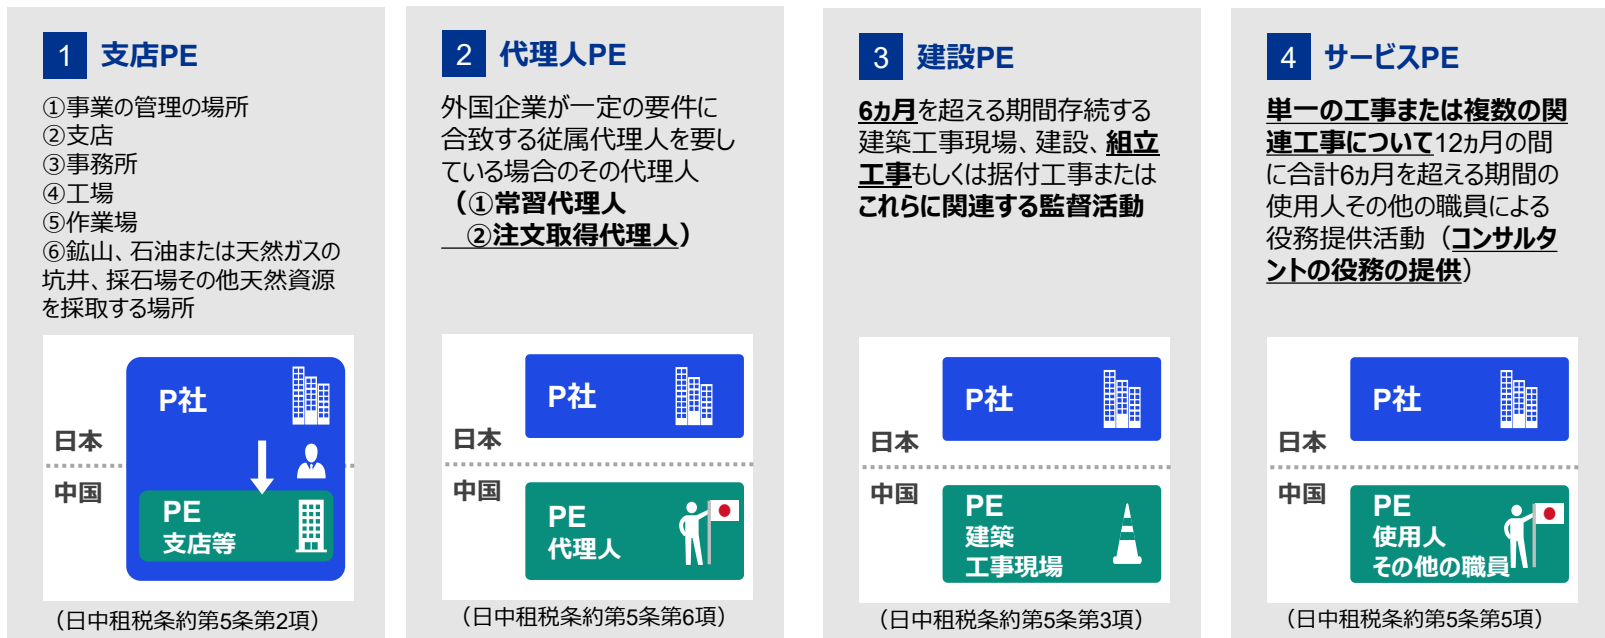 1 支店PE
①事業の管理の場所
②支店
③事務所
④工場
⑤作業場
⑥鉱山、石油または天然ガスの
坑井、採石場その他天然資源
を採取する場所
P社
日本
中国
PE
支店等
（日中租税条約第5条第2項）
2 代理人PE
外国企業が一定の要件に
合致する従属代理人を要し
ている場合のその代理人
（①常習代理人
②注文取得代理人）
P社
日本
中国
PE
代理人
（日中租税条約第5条第6項）
3 建設PE
6ヵ月を超える期間存続する
建築工事現場、建設、組立
工事もしくは据付工事または
これらに関連する監督活動
P社
日本
中国
PE
建築
工事現場
（日中租税条約第5条第3項）
4 サービスPE
単一の工事または複数の関
連工事について12ヵ月の間
に合計6ヵ月を超える期間の
使用人その他の職員による
役務提供活動（コンサルタ
ントの役務の提供）
P社
日本
中国
PE
使用人
その他の職員
（日中租税条約第5条第5項）